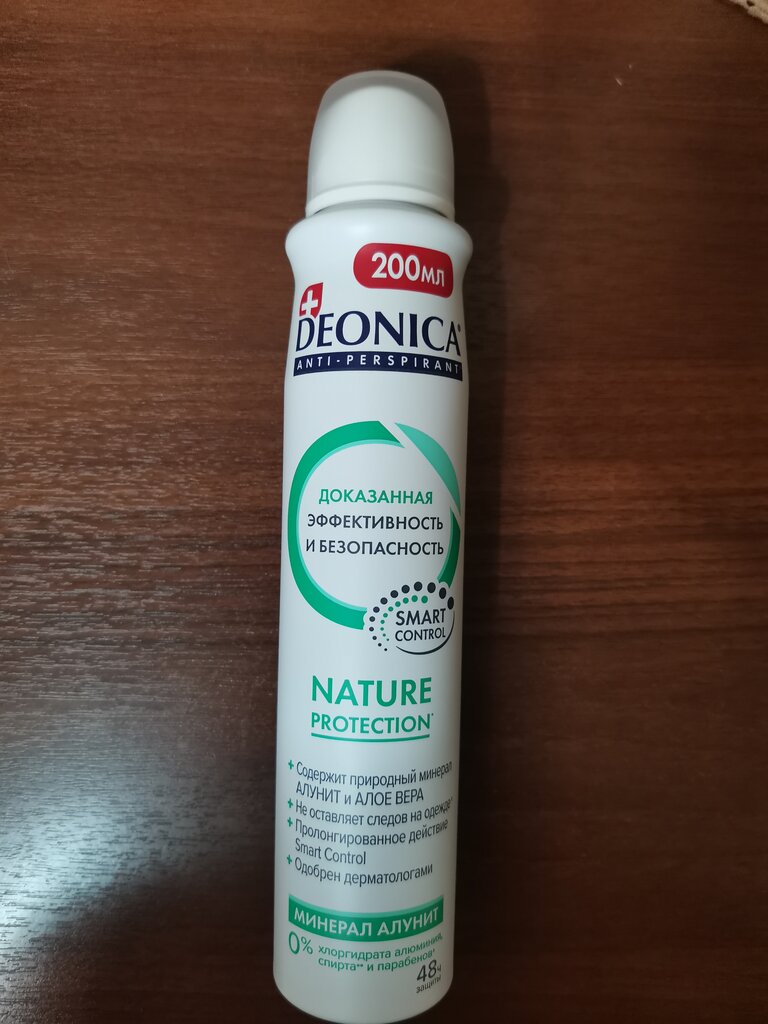 200мл
DEONICA®
ANTI-PERSPIRANT
ДОКАЗАННАЯ
ЭФФЕКТИВНОСТЬ
И БЕЗОПАСНОСТЬ
SMART
CONTROL
NATURE
PROTECTION*
+ Содержит природный минерал
АЛУНИТ и АЛОЕ ВЕРА
+ Не оставляет следов на одежде*
+ Пролонгированное действие
Smart Control
+ Одобрен дерматологами
МИНЕРАЛ АЛУНИТ
0% хлоргидрата алюминия,
спирта** и парабенов*
48ч
защиты